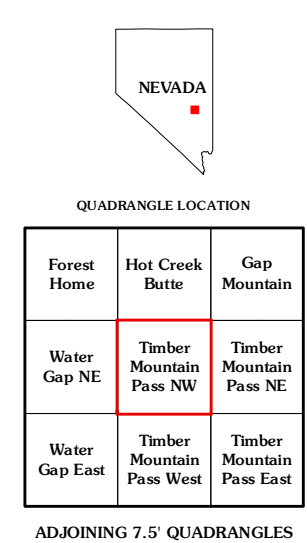 NEVADA
QUADRANGLE LOCATION
Forest
Home
Hot Creek
Butte
Gap
Mountain
Water
Gap NE
Timber
Mountain
Pass NW
Timber
Mountain
Pass NE
Water
Gap East
Timber
Mountain
Pass West
Timber
Mountain
Pass East
ADJOINING 7.5' QUADRANGLES